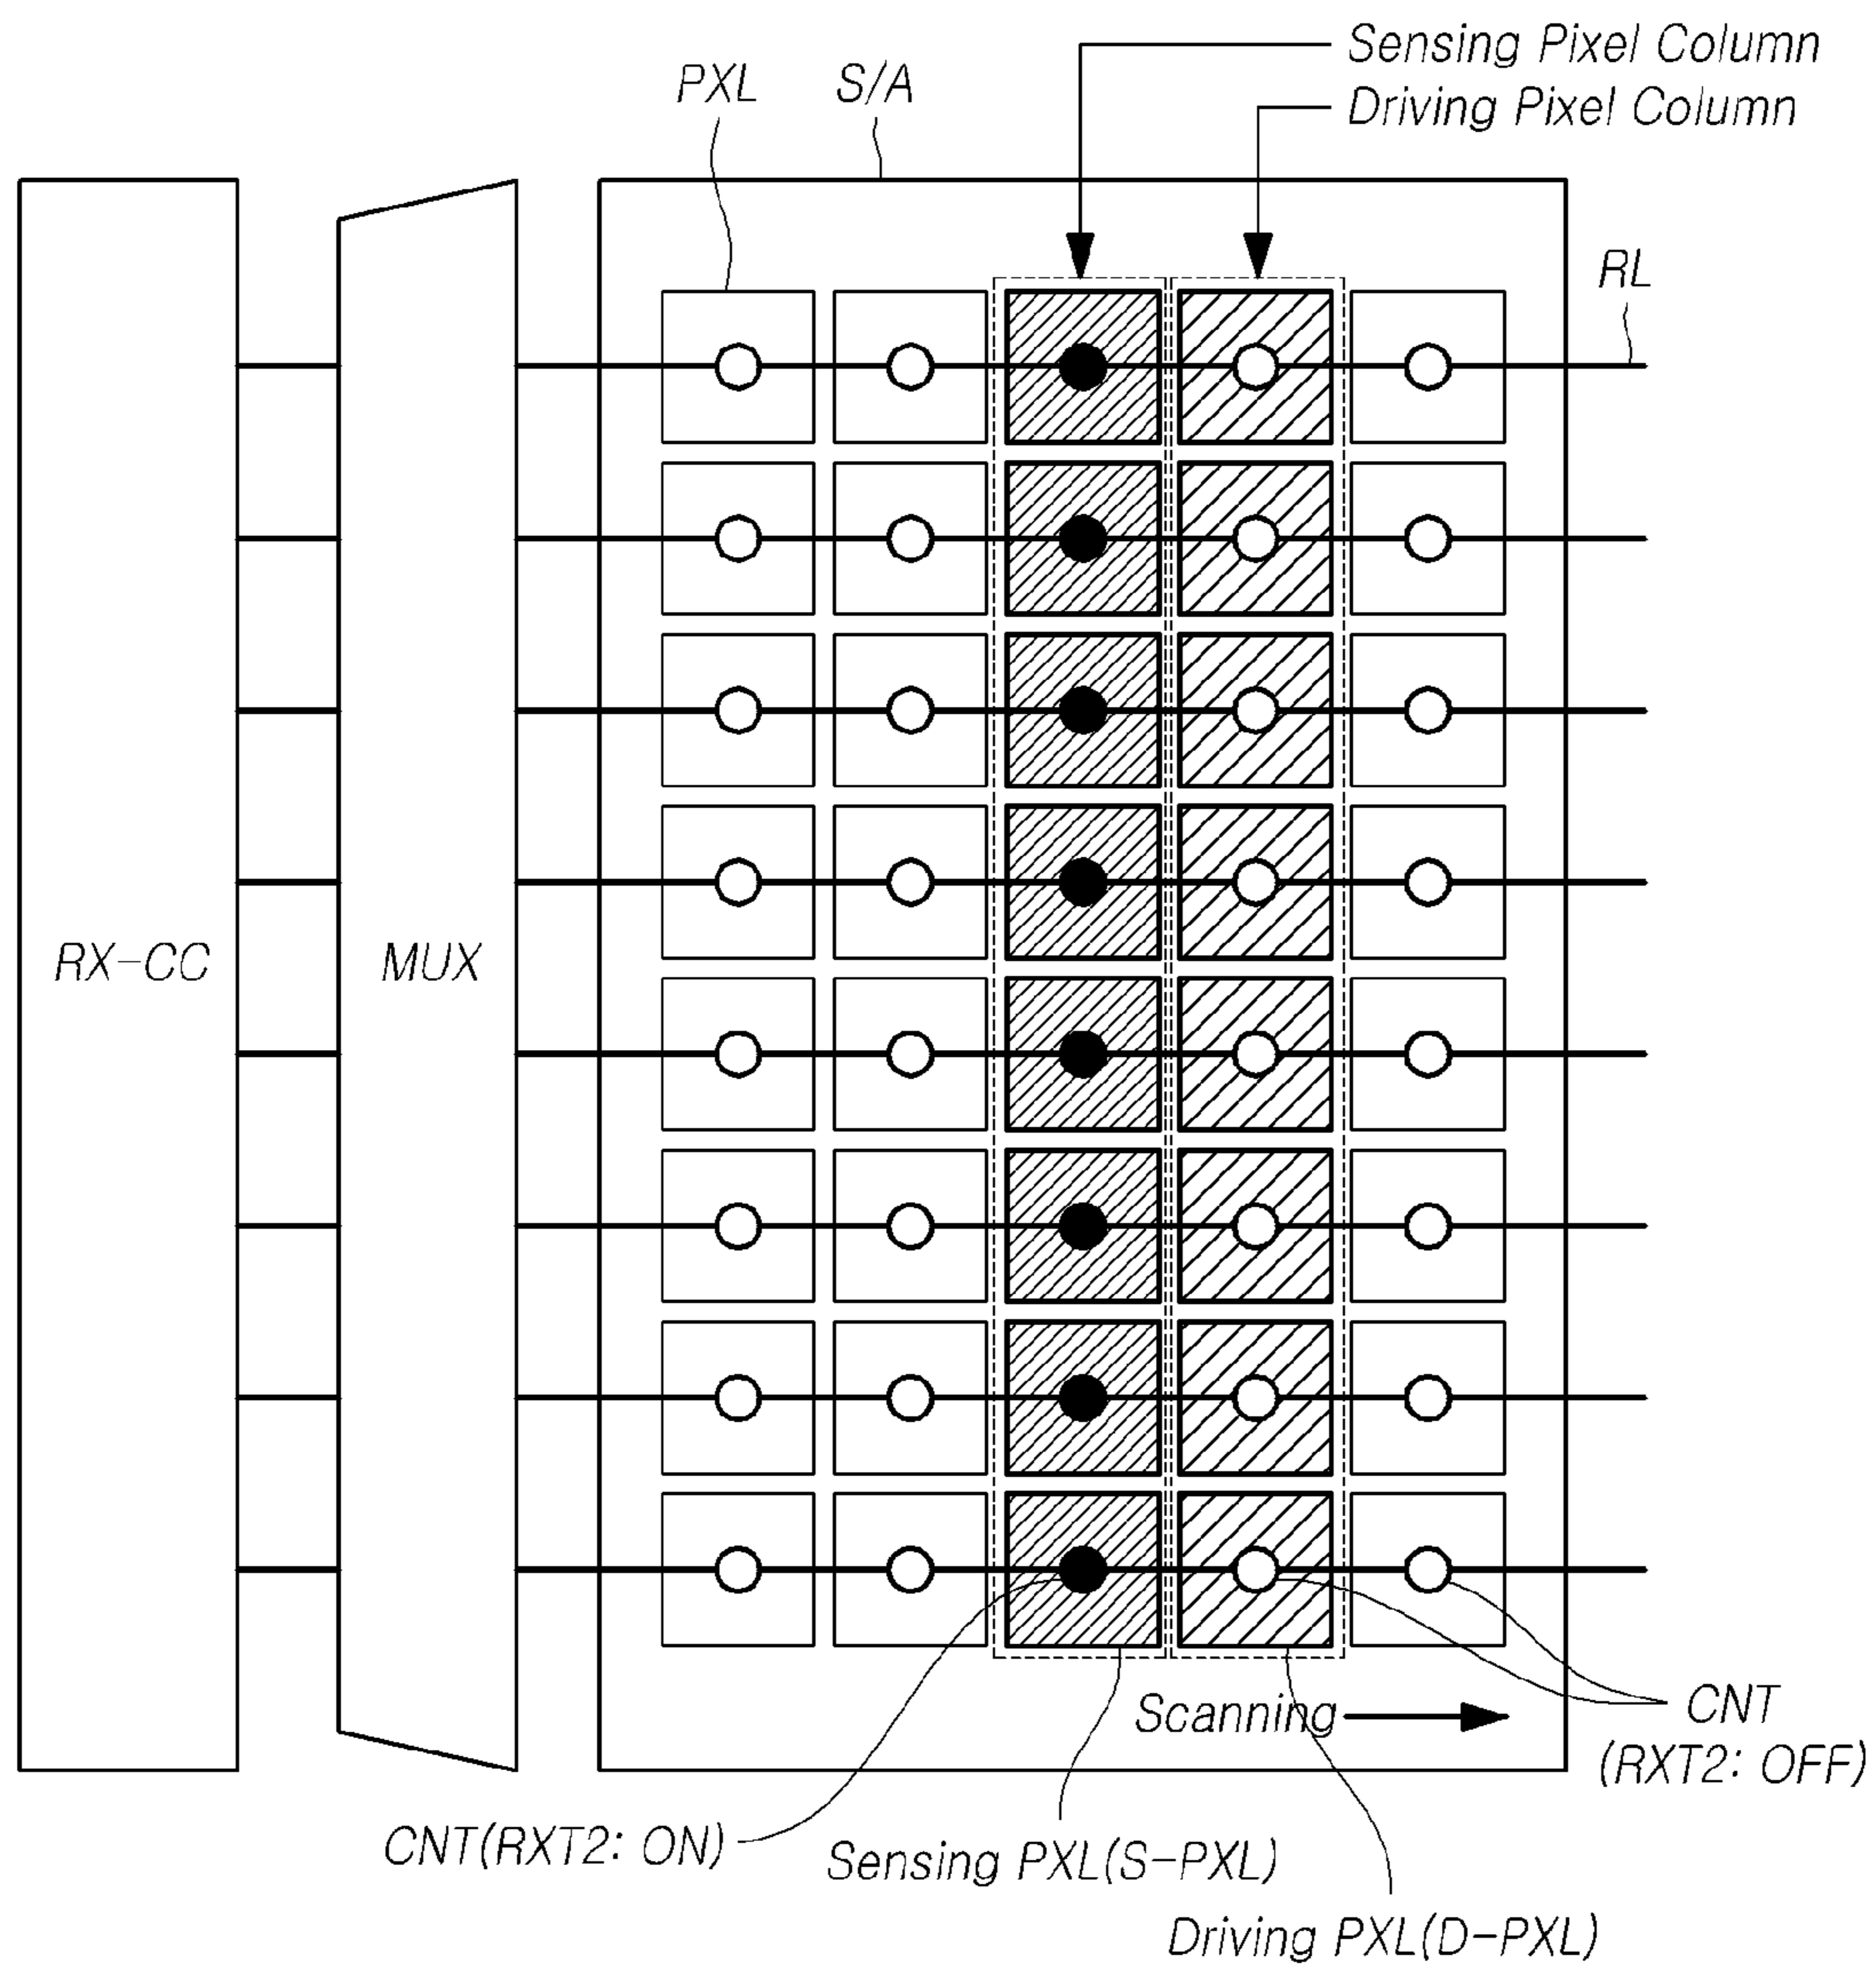 Sensing Pixel Column
Driving Pixel Column
PXL
S/A
RL
RX-CC
MUX
Scanning
CNT
(RXT2: OFF)
CNT(RXT2: ON)
Sensing PXL(S-PXL)
Driving PXL(D-PXL)